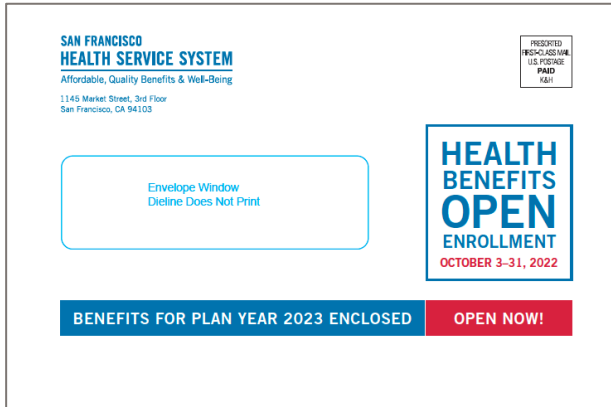 SAN FRANCISCO
HEALTH SERVICE SYSTEM
Affordable, Quality Benefits & Well-Being
1145 Market Street, 3rd Floor
San Francisco, CA 94103
PRESORTED
FIRST-CLASS MAIL
U.S. POSTAGE
PAID
K&H
Envelope Window
Dieline Does Not Print
HEALTH
BENEFITS
OPEN
ENROLLMENT
OCTOBER 3–31, 2022
BENEFITS FOR PLAN YEAR 2023 ENCLOSED
OPEN NOW!